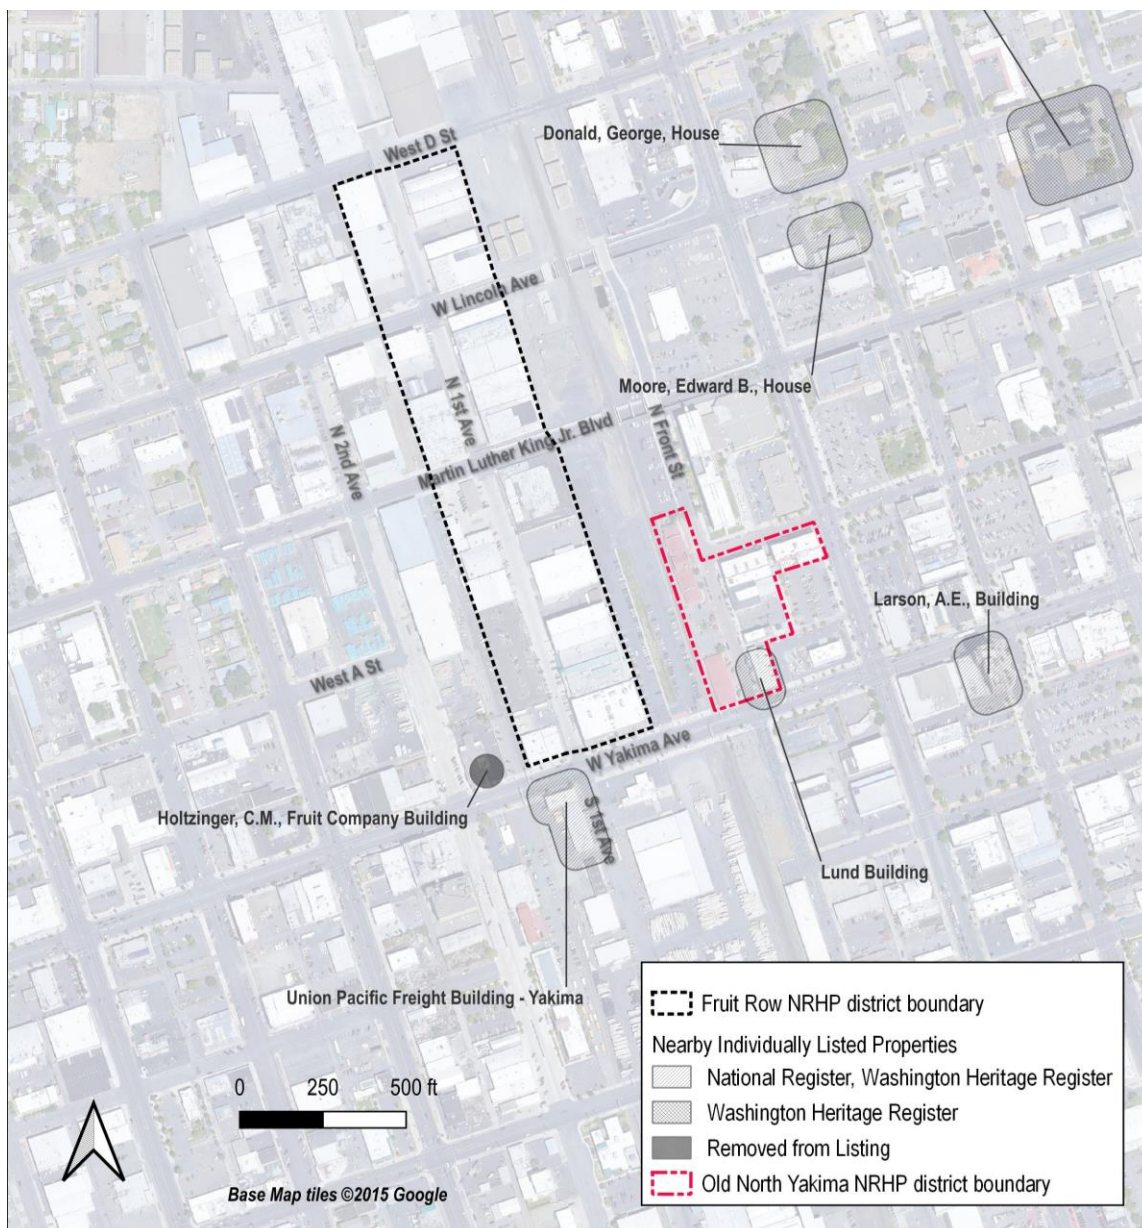 West D St
Donald, George, House
W Lincoln Ave
Moore, Edward B., House
N 1st Ave
N Front St
N 2nd Ave
Martin Luther King Jr. Blvd
Larson, A.E., Building
West A St
W Yakima Ave
Holtzinger, C.M., Fruit Company Building
S 1st Ave
Lund Building
Union Pacific Freight Building - Yakima
Fruit Row NRHP district boundary
Nearby Individually Listed Properties
National Register, Washington Heritage Register
Washington Heritage Register
Removed from Listing
Old North Yakima NRHP district boundary
0 250 500 ft
Base Map tiles ©2015 Google